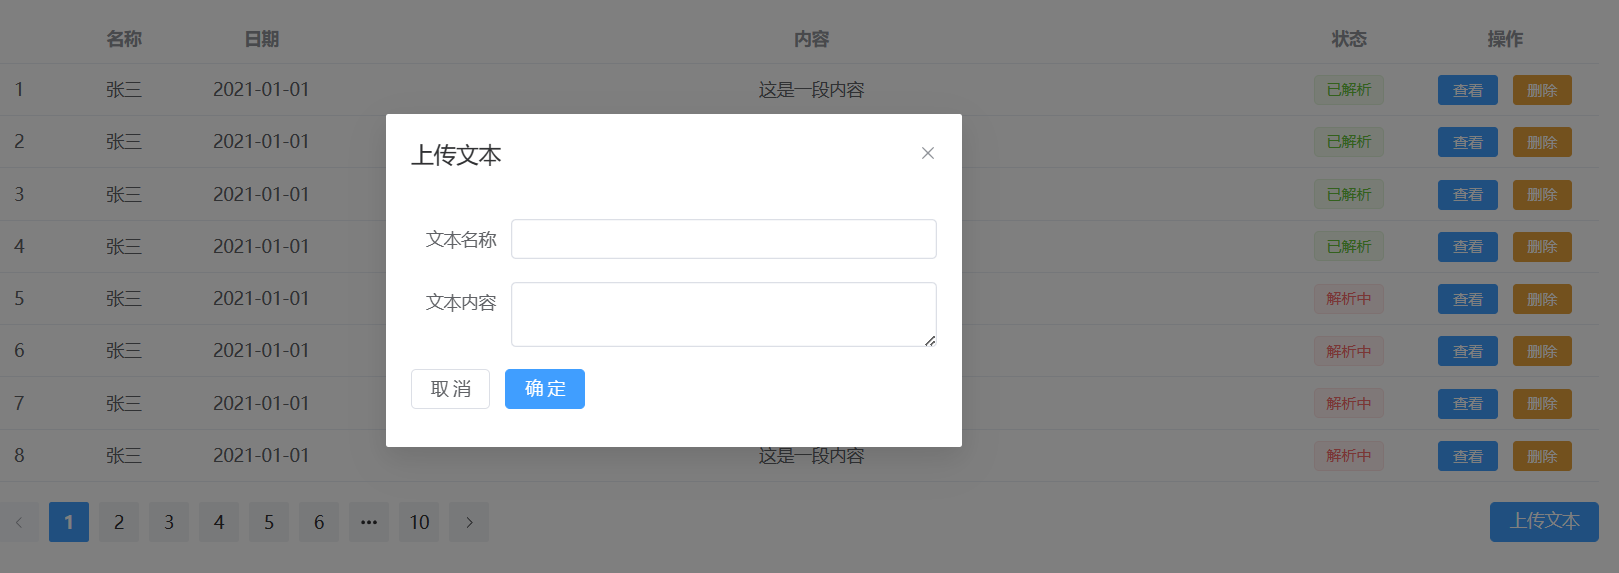 名称 日期 内容 状态 操作
1 张三 2021-01-01 这是一段内容 已解析 查看 删除
2 张三 2021-01-01 已解析 查看 删除
上传文本
3 张三 2021-01-01 已解析 查看 删除
文本名称
4 张三 2021-01-01 已解析 查看 删除
5 张三 2021-01-01 解析中 查看 删除
文本内容
6 张三 2021-01-01 解析中 查看 删除
取消 确定
7 张三 2021-01-01 解析中 查看 删除
8 张三 2021-01-01 这是一段内容 解析中 查看 删除
1 2 3 4 5 6 ··· 10 上传文本